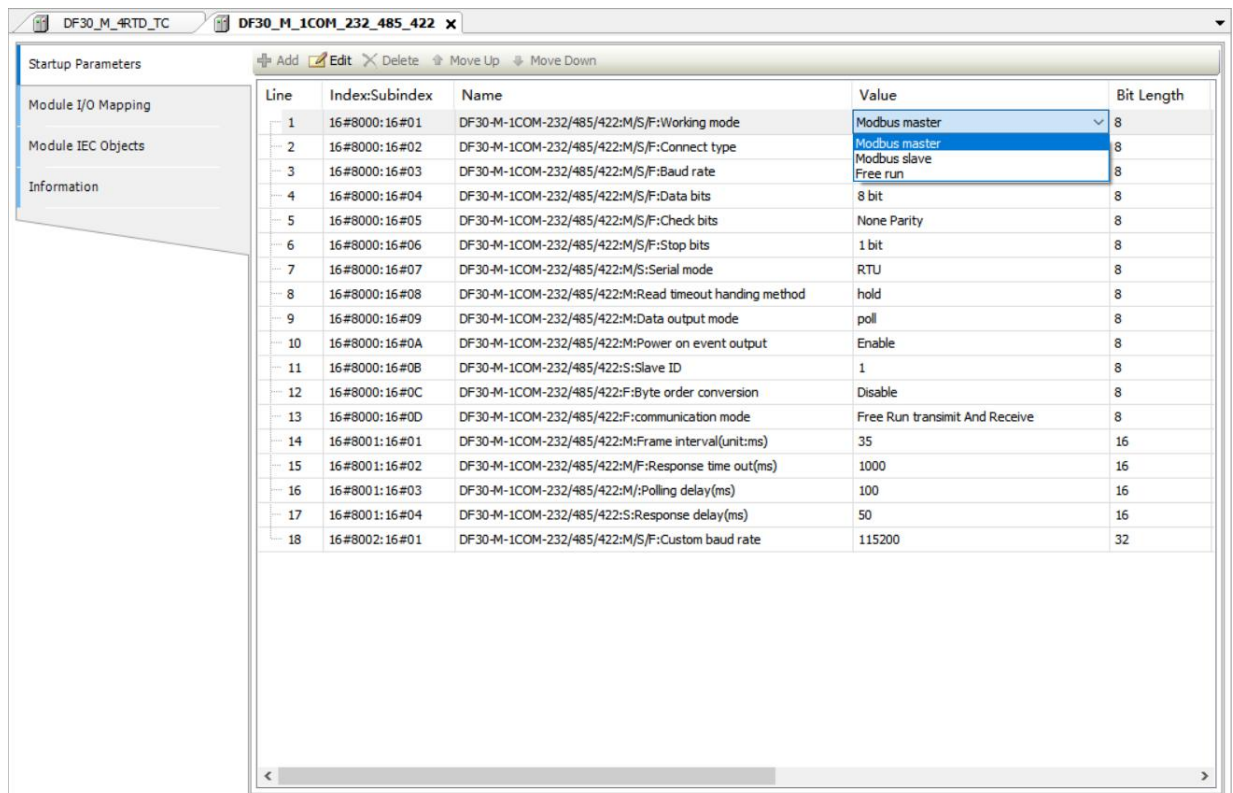 DF30_M_4RTD_TC DF30_M_1COM_232_485_422 X
Startup Parameters
Module I/O Mapping
Module IEC Objects
Information
Add Edit Delete Move Up Move Down
Line Index:Subindex Name Value Bit Length
1 16#8000:16#01 DF30-M-1COM-232/485/422:M/S/F:Working mode Modbus master 8
Modbus master
Modbus slave
Free run
2 16#8000:16#02 DF30-M-1COM-232/485/422:M/S/F:Connect type 8
3 16#8000:16#03 DF30-M-1COM-232/485/422:M/S/F:Baud rate 8
4 16#8000:16#04 DF30-M-1COM-232/485/422:M/S/F:Data bits 8 bit 8
5 16#8000:16#05 DF30-M-1COM-232/485/422:M/S/F:Check bits None Parity 8
6 16#8000:16#06 DF30-M-1COM-232/485/422:M/S/F:Stop bits 1 bit 8
7 16#8000:16#07 DF30-M-1COM-232/485/422:M/S:Serial mode RTU 8
8 16#8000:16#08 DF30-M-1COM-232/485/422:M:Read timeout handing method hold 8
9 16#8000:16#09 DF30-M-1COM-232/485/422:M:Data output mode poll 8
10 16#8000:16#0A DF30-M-1COM-232/485/422:M:Power on event output Enable 8
11 16#8000:16#0B DF30-M-1COM-232/485/422:S:Slave ID 1 8
12 16#8000:16#0C DF30-M-1COM-232/485/422:F:Byte order conversion Disable 8
13 16#8000:16#0D DF30-M-1COM-232/485/422:F:communication mode Free Run transimit And Receive 8
14 16#8001:16#01 DF30-M-1COM-232/485/422:M:Frame interval(unit:ms) 35 16
15 16#8001:16#02 DF30-M-1COM-232/485/422:M/F:Response time out(ms) 1000 16
16 16#8001:16#03 DF30-M-1COM-232/485/422:M/:Polling delay(ms) 100 16
17 16#8001:16#04 DF30-M-1COM-232/485/422:S:Response delay(ms) 50 16
18 16#8002:16#01 DF30-M-1COM-232/485/422:M/S/F:Custom baud rate 115200 32